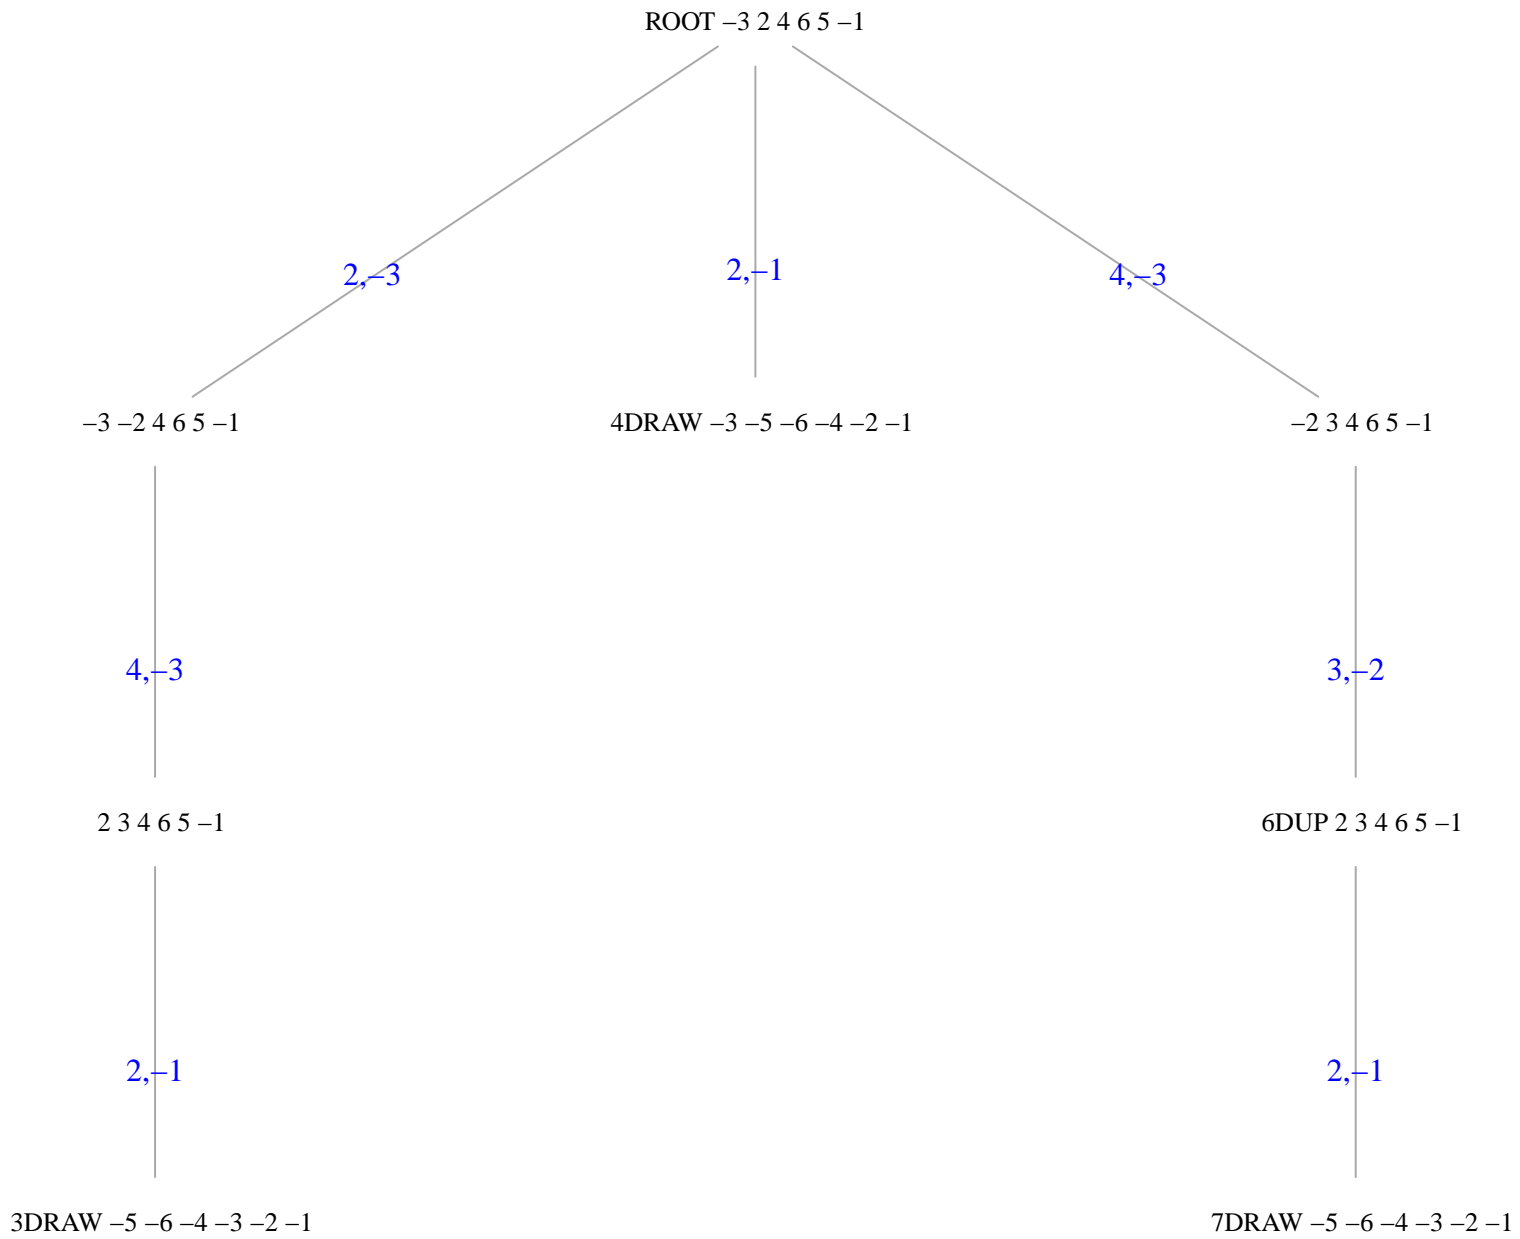 ROOT –3 2 4 6 5 –1
2,–3
2,–1
4,–3
–3 –2 4 6 5 –1
4DRAW –3 –5 –6 –4 –2 –1
–2 3 4 6 5 –1
4,–3
3,–2
2 3 4 6 5 –1
6DUP 2 3 4 6 5 –1
2,–1
2,–1
3DRAW –5 –6 –4 –3 –2 –1
7DRAW –5 –6 –4 –3 –2 –1